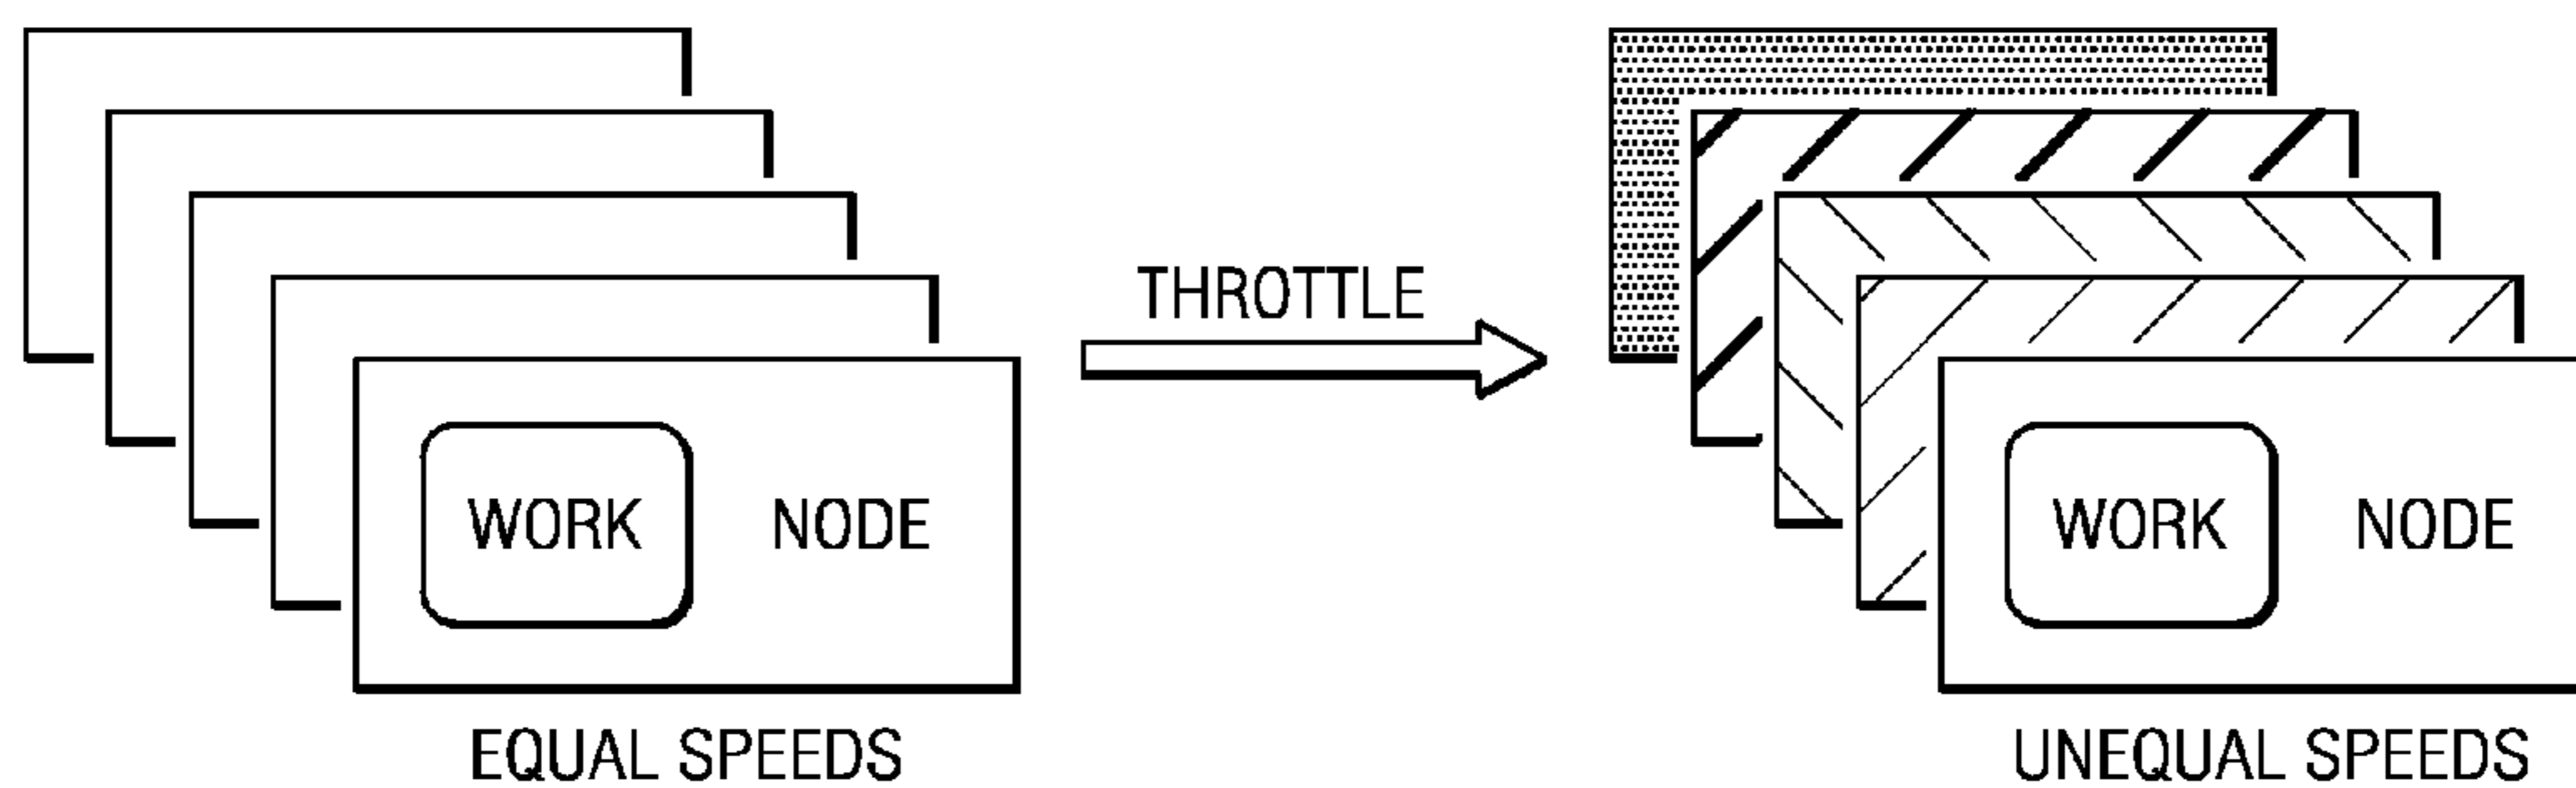 THROTTLE
WORK NODE
WORK NODE
EQUAL SPEEDS
UNEQUAL SPEEDS